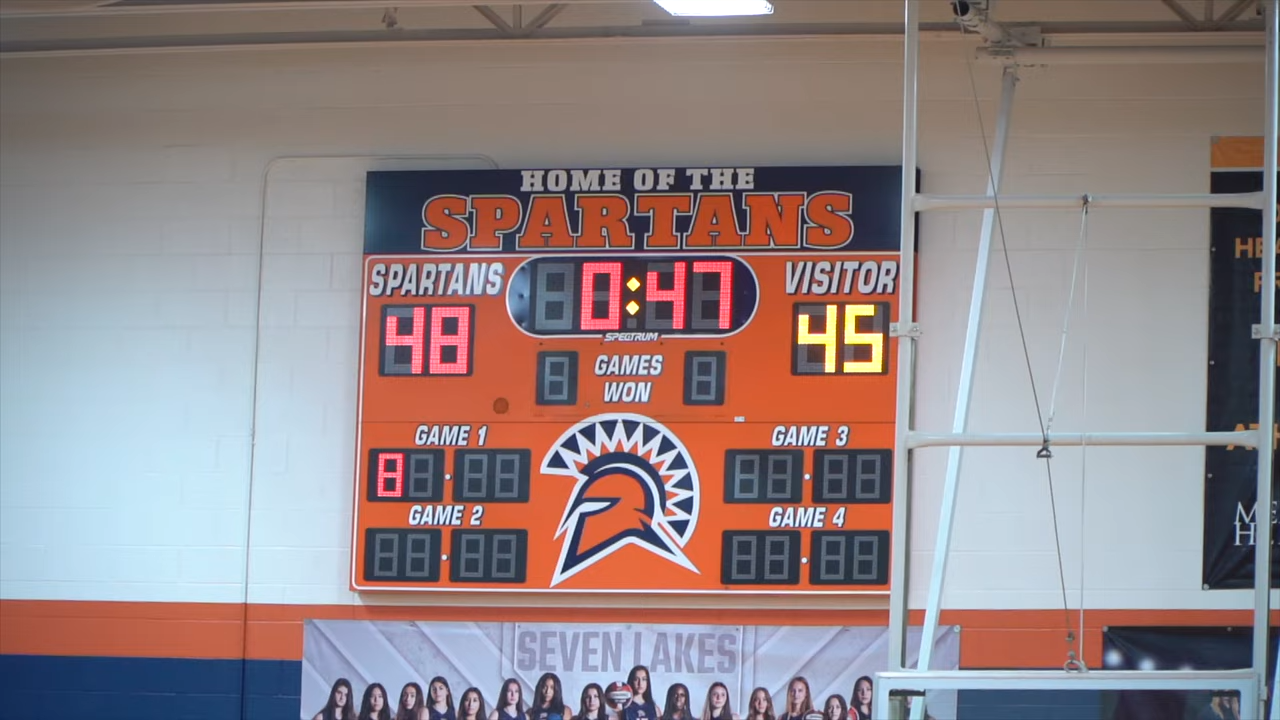 HOME OF THE
SPARTANS
SPARTANS
0:47
VISITOR
48
45
SPECTRUM
GAMES
WON
GAME 1
GAME 3
8
GAME 2
GAME 4
SEVEN LAKES